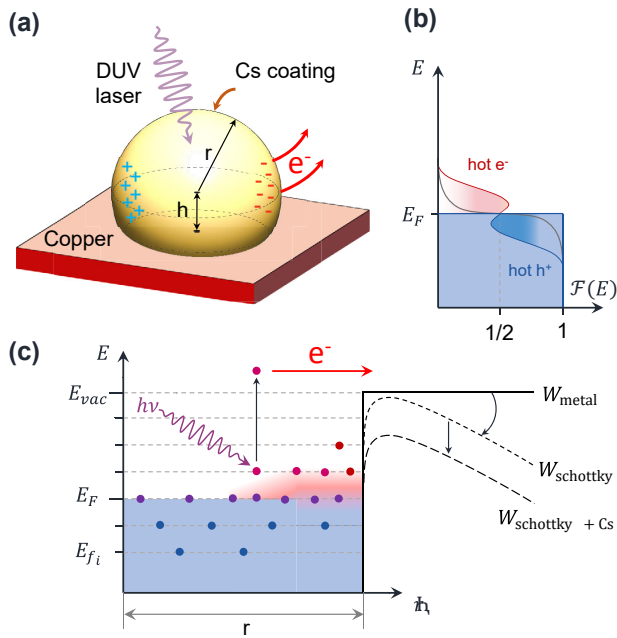 (a)
DUV
laser
Cs coating
r
e-
h
Copper
(b)
E
hot e-
E_F
hot h+
F(E)
1/2
1
(c)
E
e-
E_vac
hν
W_metal
W_schottky
E_F
W_schottky + Cs
E_fi
r